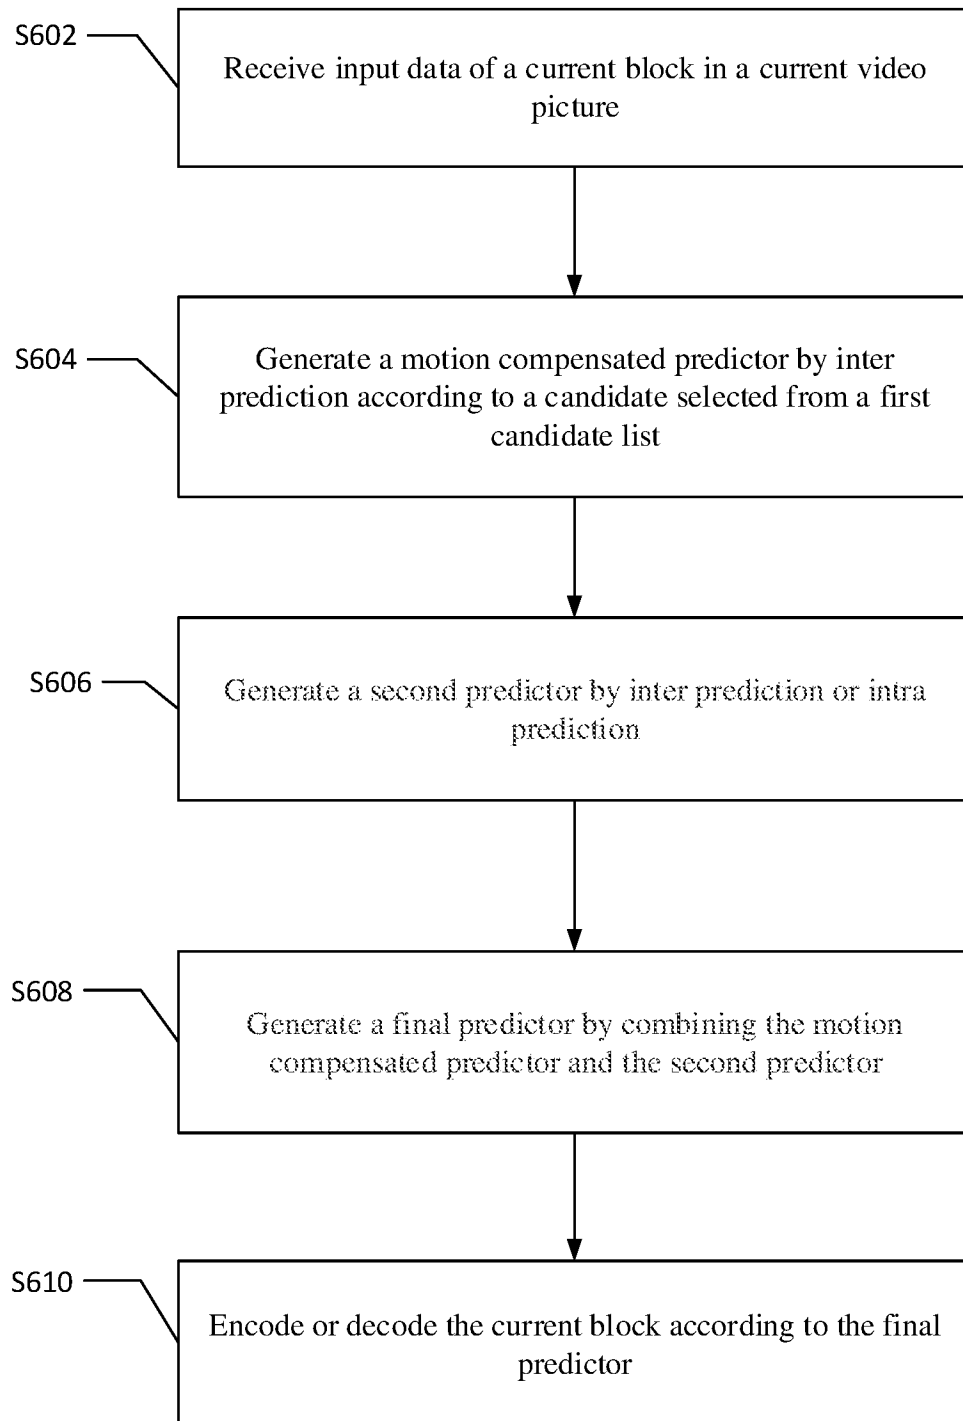 S602
Receive input data of a current block in a current video
picture
S604
Generate a motion compensated predictor by inter
prediction according to a candidate selected from a first
candidate list
S606
Generate a second predictor by inter prediction or intra
prediction
S608
Generate a final predictor by combining the motion
compensated predictor and the second predictor
S610
Encode or decode the current block according to the final
predictor